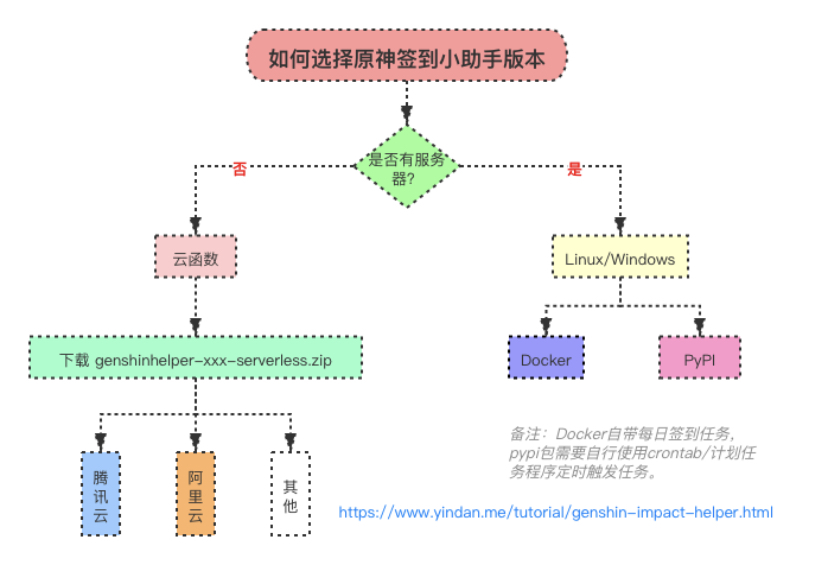 如何选择原神签到小助手版本
是否有服务
器?
否
是
云函数
Linux/Windows
下载 genshinhelper-xxx-serverless.zip
Docker
PyPI
腾
讯
云
阿
里
云
其
他
备注：Docker自带每日签到任务，
pypi包需要自行使用crontab/计划任
务程序定时触发任务。
https://www.yindan.me/tutorial/genshin-impact-helper.html